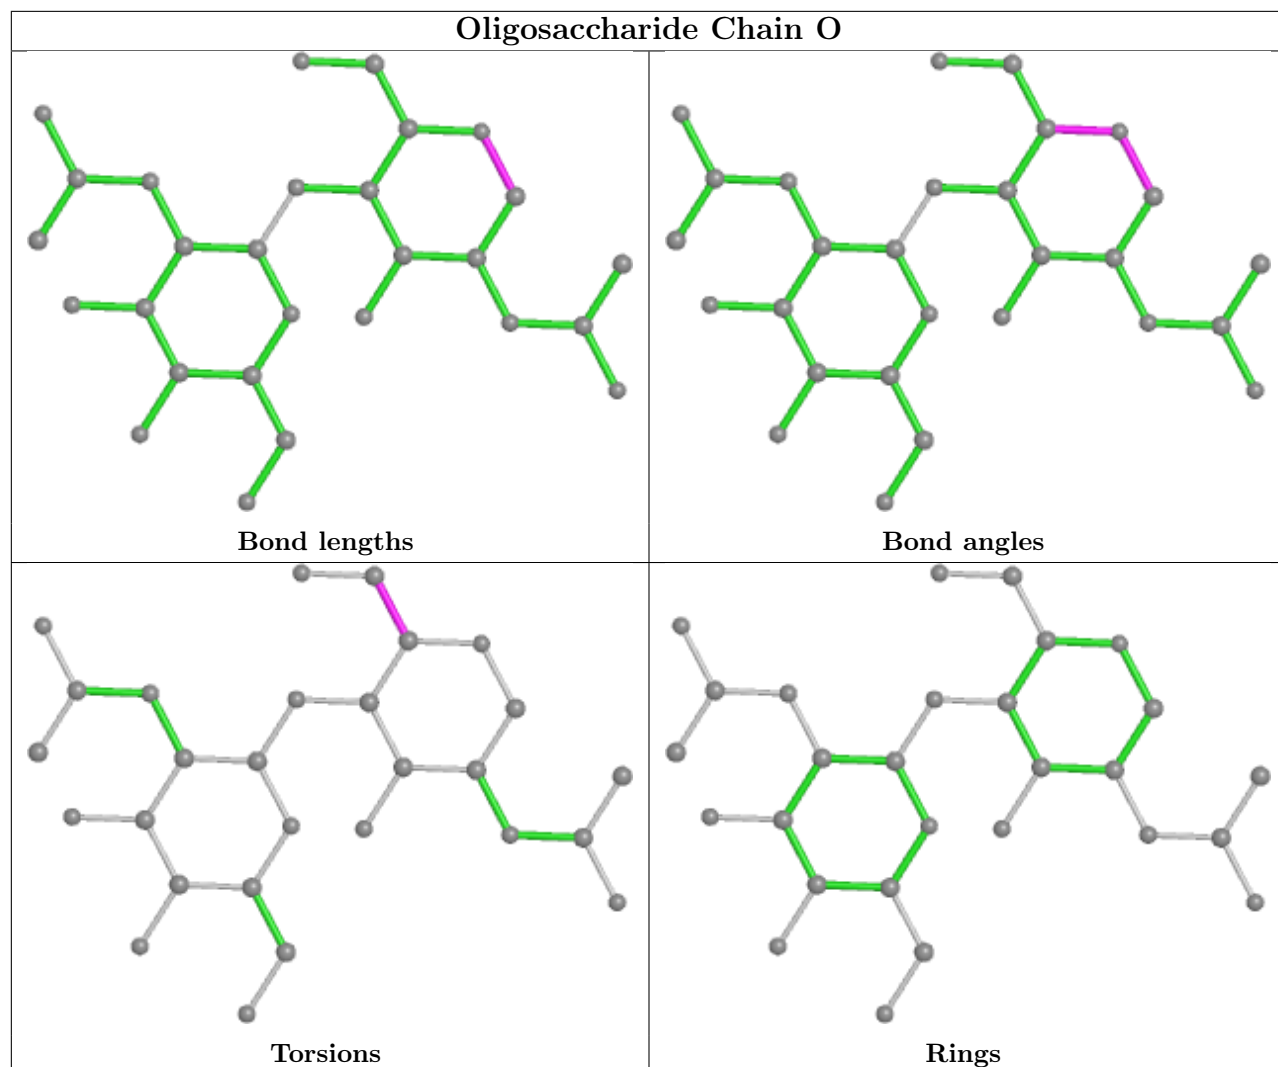 Oligosaccharide Chain O
Bond lengths
Bond angles
Torsions
Rings